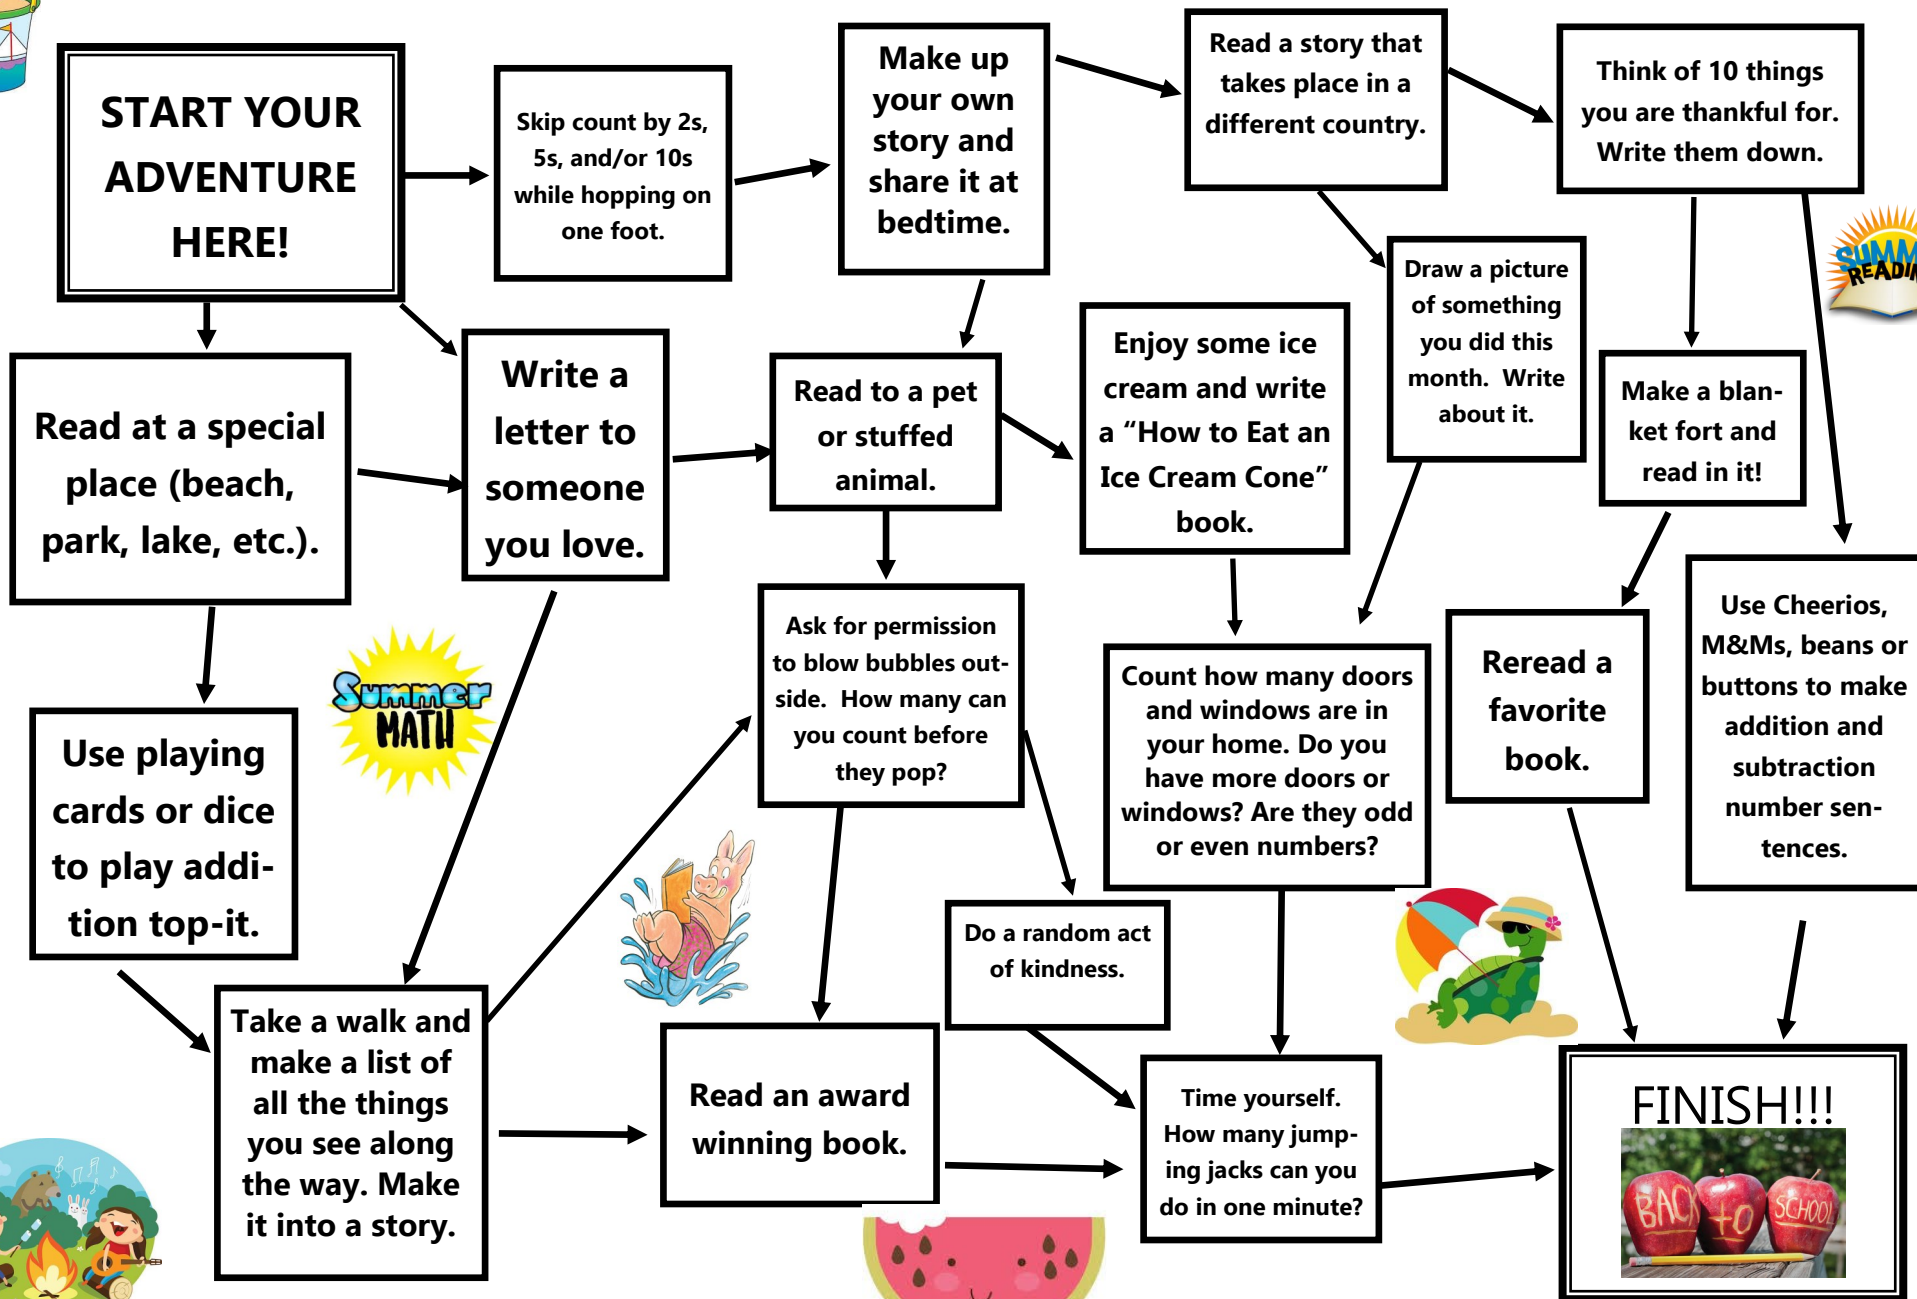 START YOUR
ADVENTURE
HERE!
Skip count by 2s,
5s, and/or 10s
while hopping on
one foot.
Make up
your own
story and
share it at
bedtime.
Read a story that
takes place in a
different country.
Think of 10 things
you are thankful for.
Write them down.
Read at a special
place (beach,
park, lake, etc.).
Write a
letter to
someone
you love.
Read to a pet
or stuffed
animal.
Enjoy some ice
cream and write
a “How to Eat an
Ice Cream Cone”
book.
Draw a picture
of something
you did this
month.  Write
about it.
Make a blan-
ket fort and
read in it!
Use playing
cards or dice
to play addi-
tion top-it.
Summer
MATH
Ask for permission
to blow bubbles out-
side.  How many can
you count before
they pop?
Count how many doors
and windows are in
your home. Do you
have more doors or
windows? Are they odd
or even numbers?
Reread a
favorite
book.
Use Cheerios,
M&Ms, beans or
buttons to make
addition and
subtraction
number sen-
tences.
Take a walk and
make a list of
all the things
you see along
the way. Make
it into a story.
Read an award
winning book.
Do a random act
of kindness.
Time yourself.
How many jump-
ing jacks can you
do in one minute?
FINISH!!!
BACK TO SCHOOL